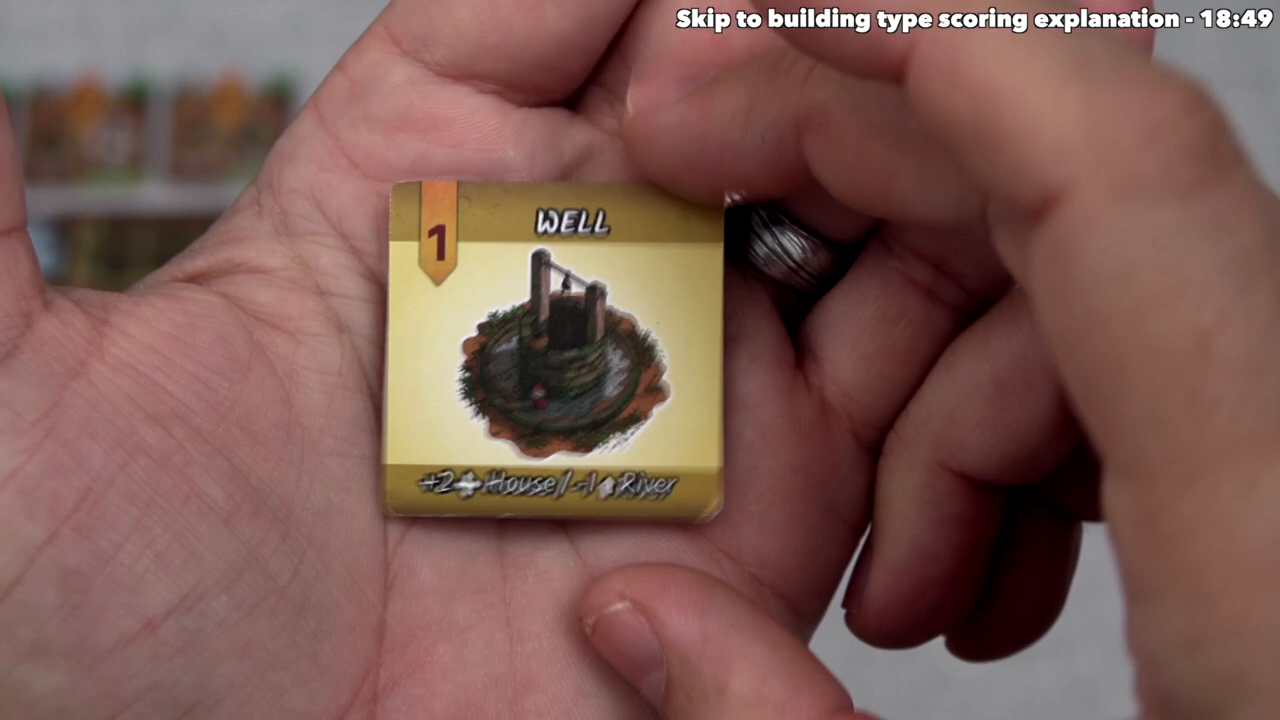 Skip to building type scoring explanation - 18:49
1
WELL
+2 House / -1 River